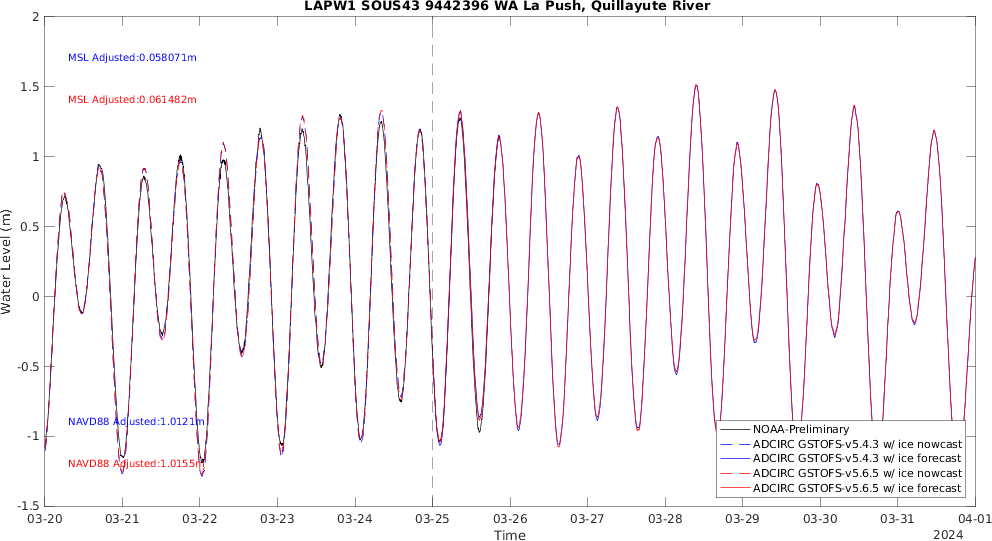 LAPW1 SOUS43 9442396 WA La Push, Quillayute River
2
1.5
1
0.5
0
-0.5
-1
-1.5
Water Level (m)
MSL Adjusted:0.058071m
MSL Adjusted:0.061482m
NAVD88 Adjusted:1.0121m
NAVD88 Adjusted:1.0155m
NOAA-Preliminary
ADCIRC GSTOFS-v5.4.3 w/ ice nowcast
ADCIRC GSTOFS-v5.4.3 w/ ice forecast
ADCIRC GSTOFS-v5.6.5 w/ ice nowcast
ADCIRC GSTOFS-v5.6.5 w/ ice forecast
03-20 03-21 03-22 03-23 03-24 03-25 03-26 03-27 03-28 03-29 03-30 03-31 04-01
Time
2024